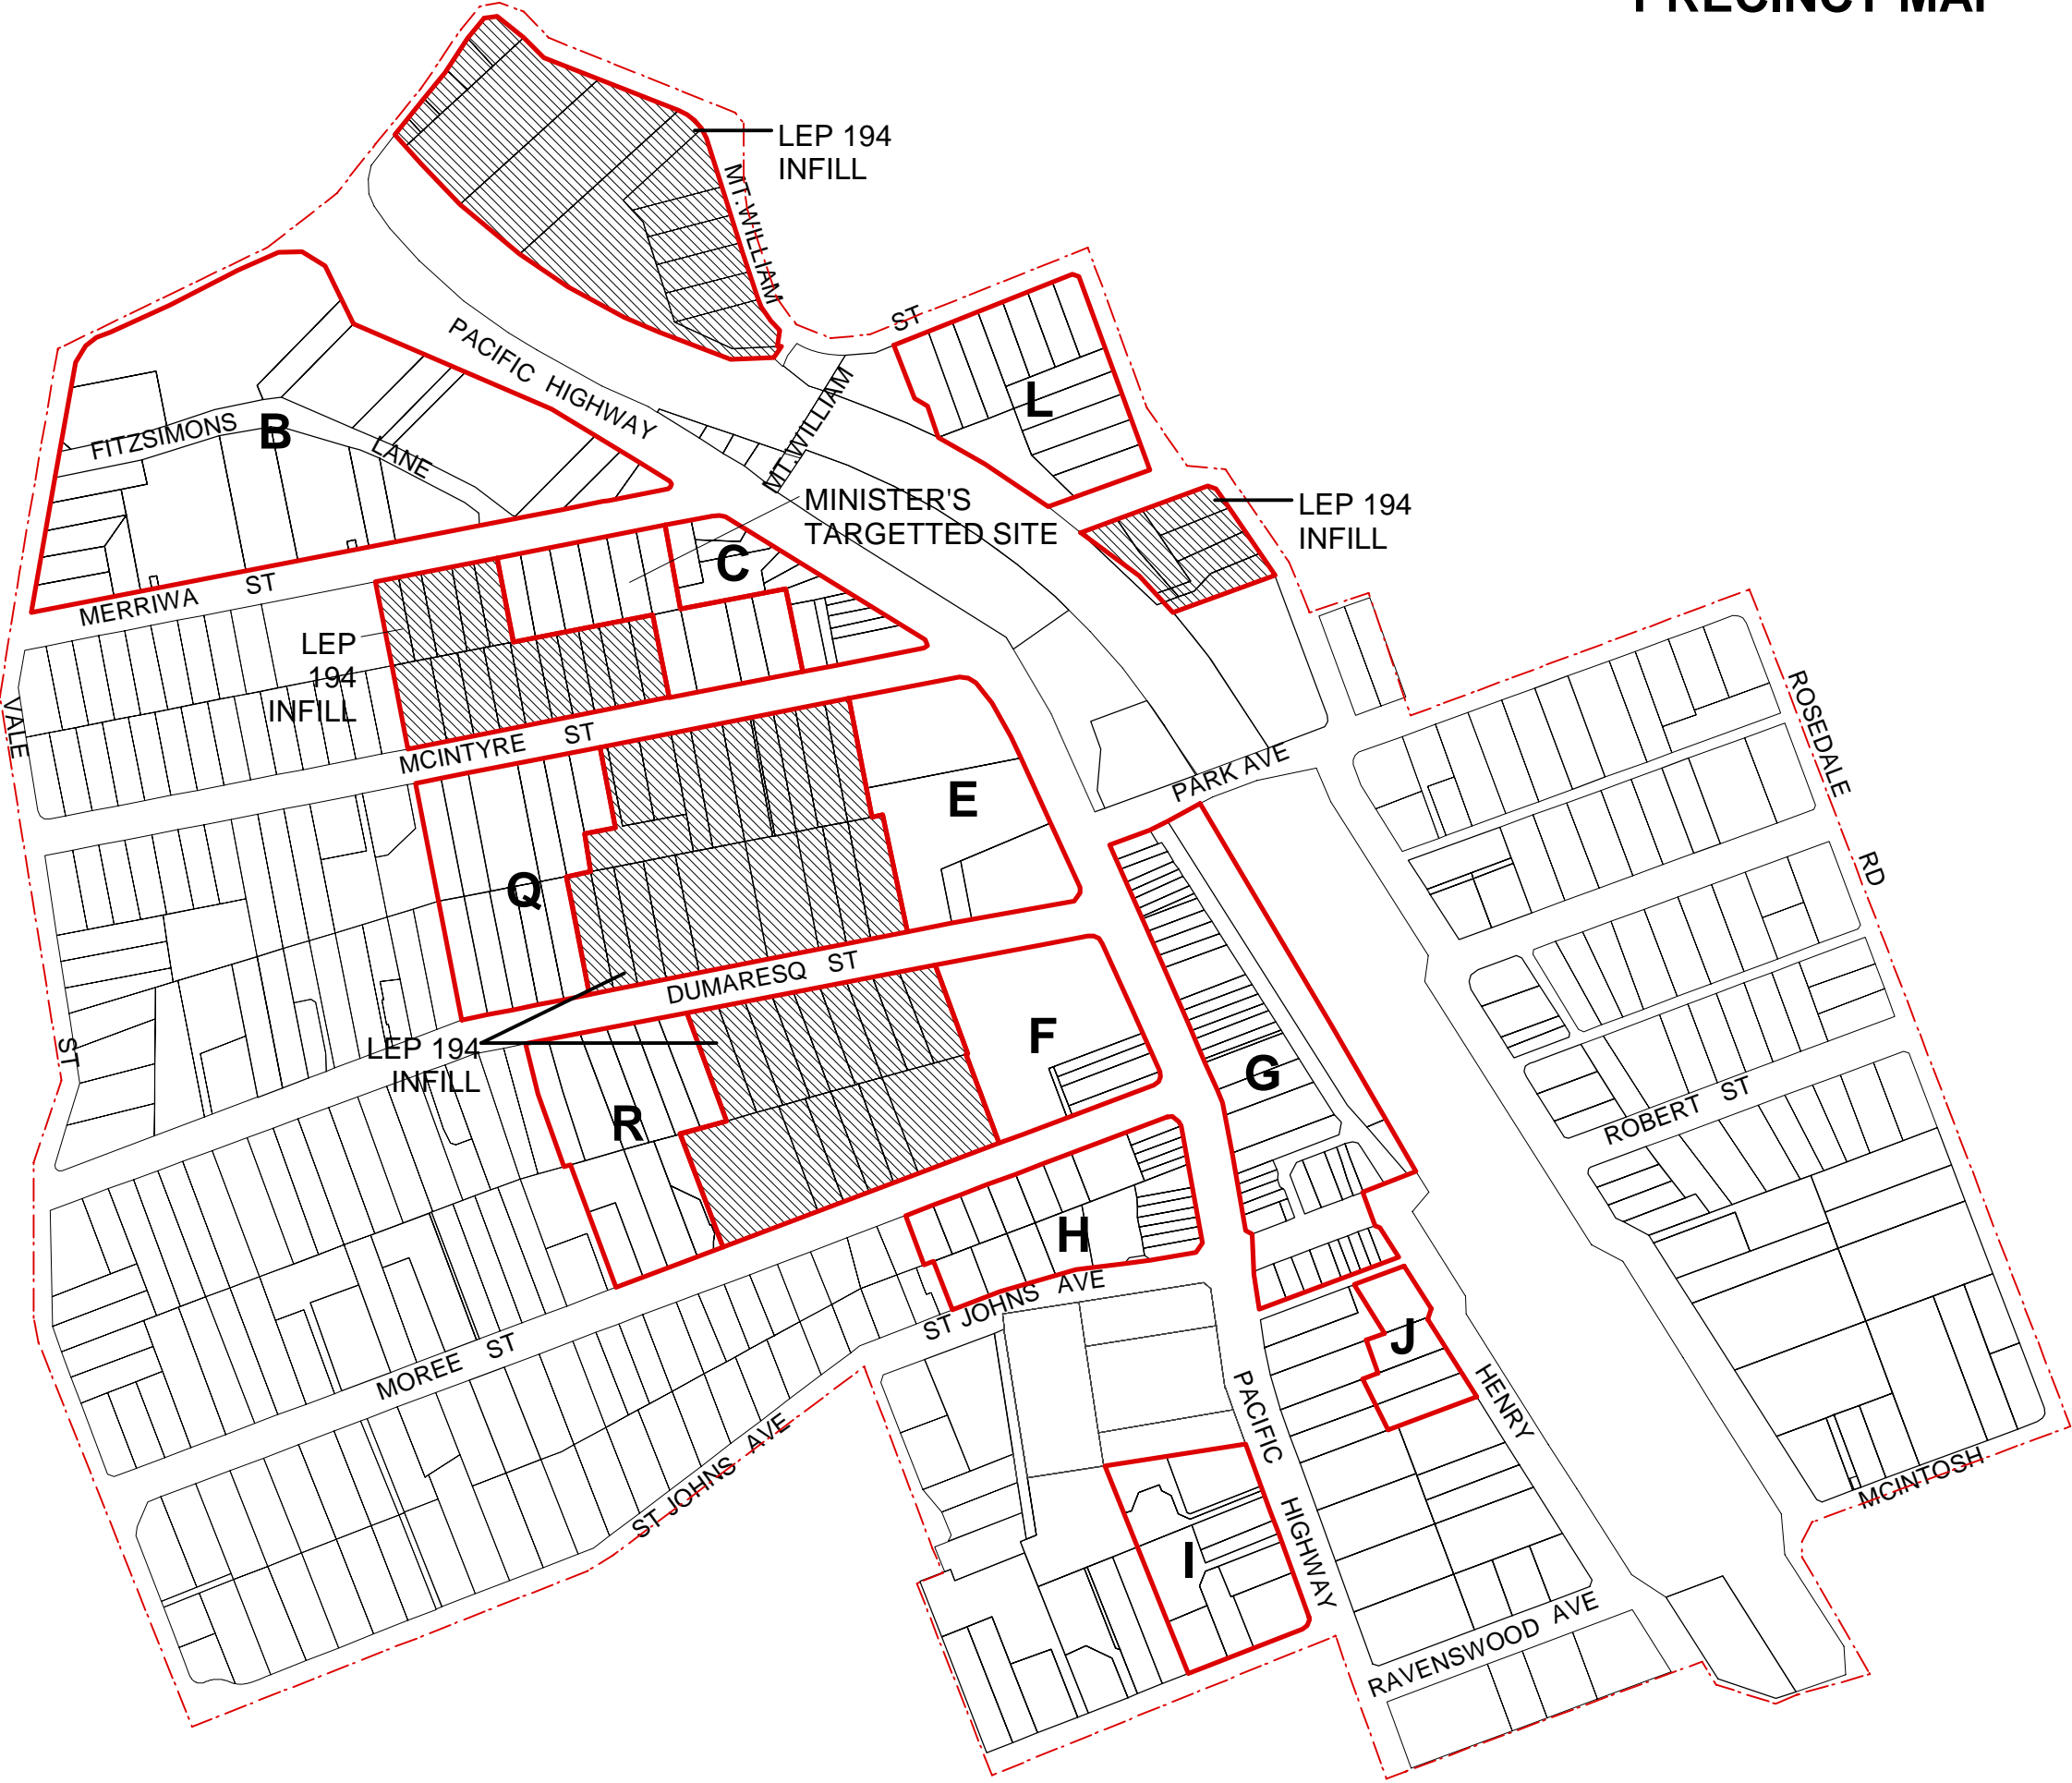 PRECINCT MAP
LEP 194
INFILL
MT.WILLIAM
ST
PACIFIC HIGHWAY
MT.WILLIAM
L
FITZSIMONS
B
LANE
MINISTER'S
TARGETTED SITE
LEP 194
INFILL
C
MERRIWA ST
LEP
194
INFILL
VALE
MCINTYRE ST
ROSEDALE
PARK AVE
E
Q
RD
DUMARESQ ST
ST
LEP 194
INFILL
F
G
R
ROBERT ST
H
ST JOHNS AVE
MOREE ST
J
PACIFIC
HENRY
ST JOHNS AVE
MCINTOSH
HIGHWAY
I
RAVENSWOOD AVE